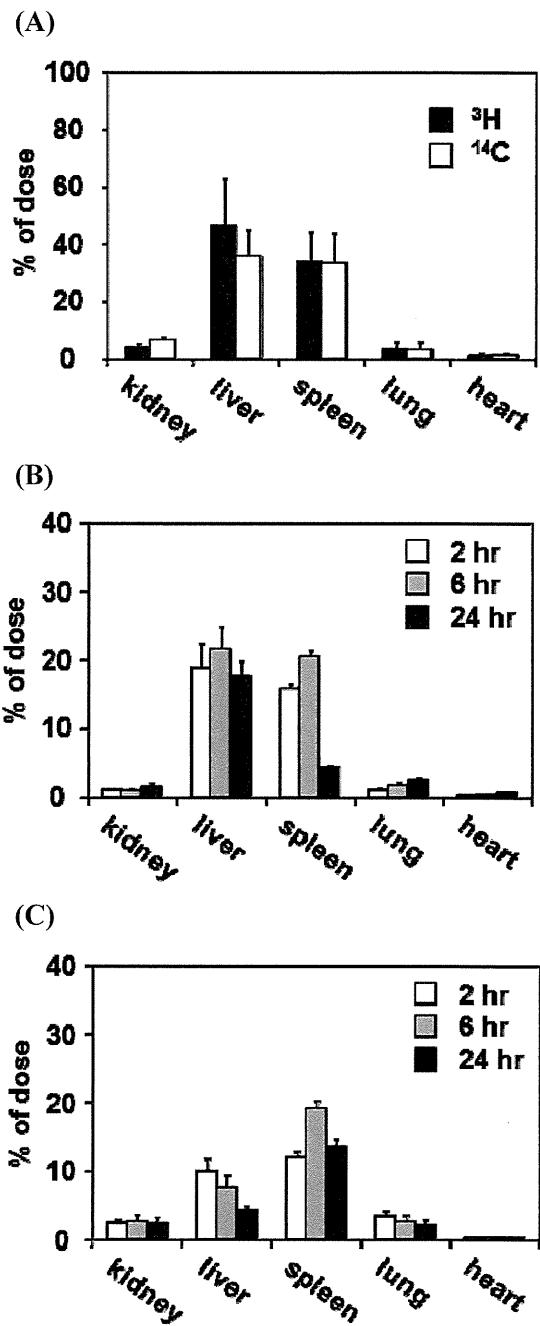 (A)
100
80
60
40
20
0
% of dose
³H
¹⁴C
kidney
liver
spleen
lung
heart
(B)
40
30
20
10
0
% of dose
2 hr
6 hr
24 hr
kidney
liver
spleen
lung
heart
(C)
40
30
20
10
0
% of dose
2 hr
6 hr
24 hr
kidney
liver
spleen
lung
heart